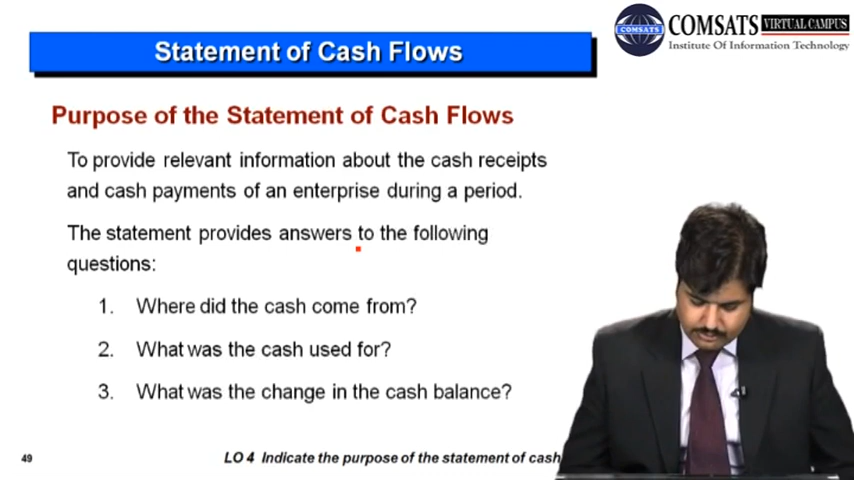 COMSATS VIRTUAL CAMPUS
COMSATS
Institute Of Information Technology
Statement of Cash Flows
Purpose of the Statement of Cash Flows
To provide relevant information about the cash receipts
and cash payments of an enterprise during a period.
The statement provides answers to the following
questions:
1. Where did the cash come from?
2. What was the cash used for?
3. What was the change in the cash balance?
49
LO 4 Indicate the purpose of the statement of cash